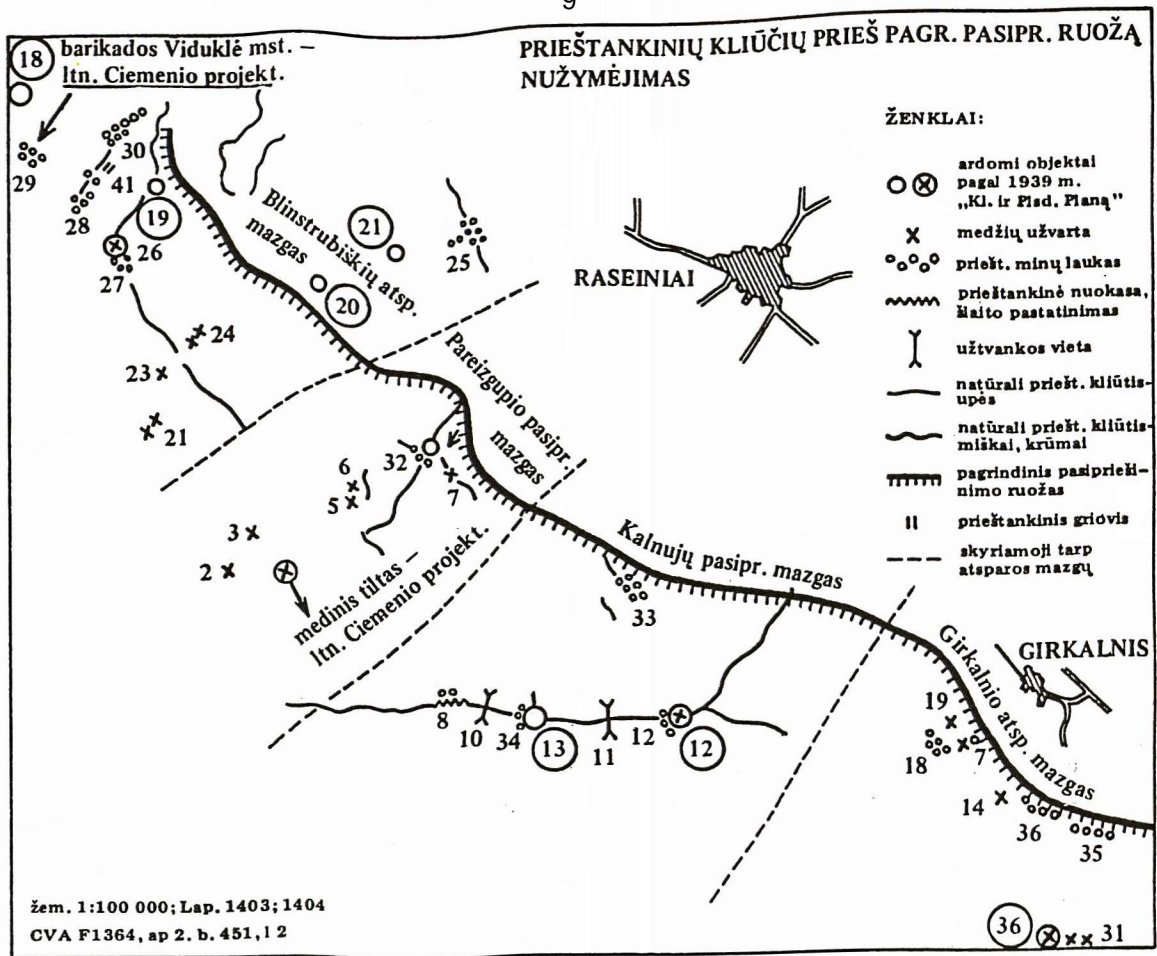 9
18 barikados Viduklė mst. –
ltn. Ciemenio projekt.
PRIEŠTANKINIŲ KLIŪČIŲ PRIEŠ PAGR. PASIPR. RUOŽĄ
NUŽYMĖJIMAS
ŽENKLAI:
ardomi objektai
pagal 1939 m.
„Kl. ir Plsd. Planą"
medžių užvarta
priešt. minų laukas
prieštankinė nuokasa,
šlaito pastatinimas
užtvankos vieta
natūrali priešt. kliūtis-
upės
natūrali priešt. kliūtis-
miškai, krūmai
pagrindinis pasiprieši-
nimo ruožas
prieštankinis griovis
skyriamoji tarp
atsparos mazgų
29
30
41
28
19
26
27
Blinstrubiškių atsp.
mazgas
21
20
25
RASEINIAI
24
23
21
Pareizgupio pasipr.
mazgas
32
7
6
5
3
2
medinis tiltas –
ltn. Ciemenio projekt.
Kalnujų pasipr. mazgas
33
8
10
34
13
11
12
12
Girkalnio atsp. mazgas
GIRKALNIS
19
18
7
14
36
35
36
31
žem. 1:100 000; Lap. 1403; 1404
CVA F1364, ap 2. b. 451, l 2